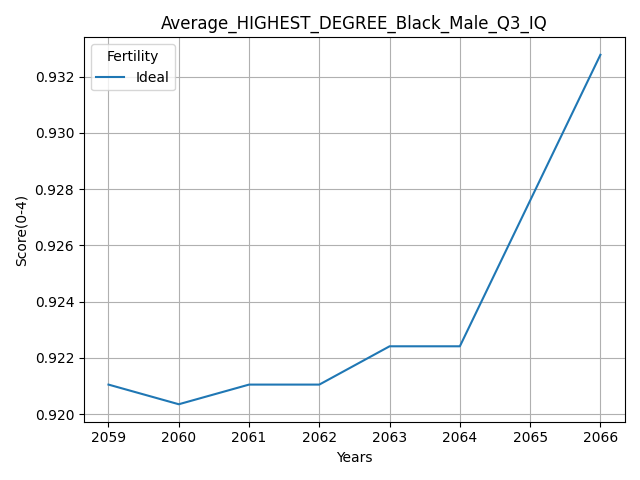 Average_HIGHEST_DEGREE_Black_Male_Q3_IQ
Fertility
Ideal
Score(0-4)
0.932
0.930
0.928
0.926
0.924
0.922
0.920
2059 2060 2061 2062 2063 2064 2065 2066
Years